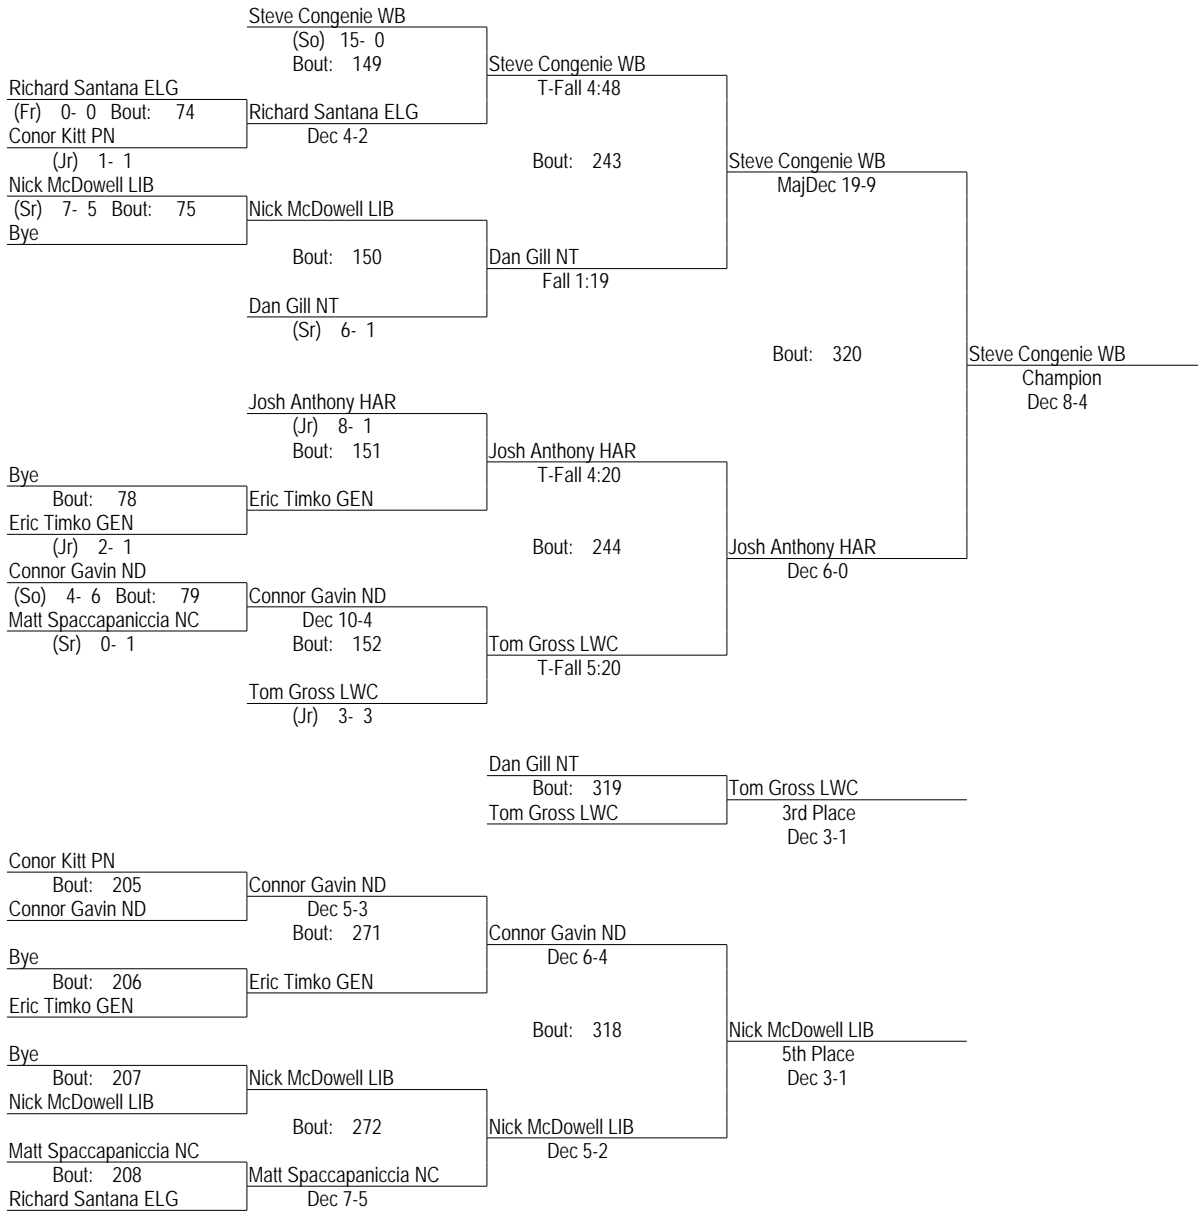 Steve Congenie WB
(So) 15- 0
Bout: 149
Steve Congenie WB
T-Fall 4:48
Richard Santana ELG
(Fr) 0- 0 Bout: 74
Richard Santana ELG
Conor Kitt PN
Dec 4-2
(Jr) 1- 1
Bout: 243
Steve Congenie WB
MajDec 19-9
Nick McDowell LIB
(Sr) 7- 5 Bout: 75
Nick McDowell LIB
Bye
Bout: 150
Dan Gill NT
Fall 1:19
Dan Gill NT
(Sr) 6- 1
Bout: 320
Steve Congenie WB
Champion
Dec 8-4
Josh Anthony HAR
(Jr) 8- 1
Bout: 151
Josh Anthony HAR
T-Fall 4:20
Bye
Bout: 78
Eric Timko GEN
Eric Timko GEN
(Jr) 2- 1
Bout: 244
Josh Anthony HAR
Dec 6-0
Connor Gavin ND
(So) 4- 6 Bout: 79
Connor Gavin ND
Matt Spaccapaniccia NC
Dec 10-4
(Sr) 0- 1
Bout: 152
Tom Gross LWC
T-Fall 5:20
Tom Gross LWC
(Jr) 3- 3
Dan Gill NT
Bout: 319
Tom Gross LWC
Tom Gross LWC
3rd Place
Dec 3-1
Conor Kitt PN
Bout: 205
Connor Gavin ND
Connor Gavin ND
Dec 5-3
Bout: 271
Connor Gavin ND
Dec 6-4
Bye
Bout: 206
Eric Timko GEN
Eric Timko GEN
Bout: 318
Nick McDowell LIB
5th Place
Dec 3-1
Bye
Bout: 207
Nick McDowell LIB
Nick McDowell LIB
Bout: 272
Nick McDowell LIB
Dec 5-2
Matt Spaccapaniccia NC
Bout: 208
Matt Spaccapaniccia NC
Richard Santana ELG
Dec 7-5